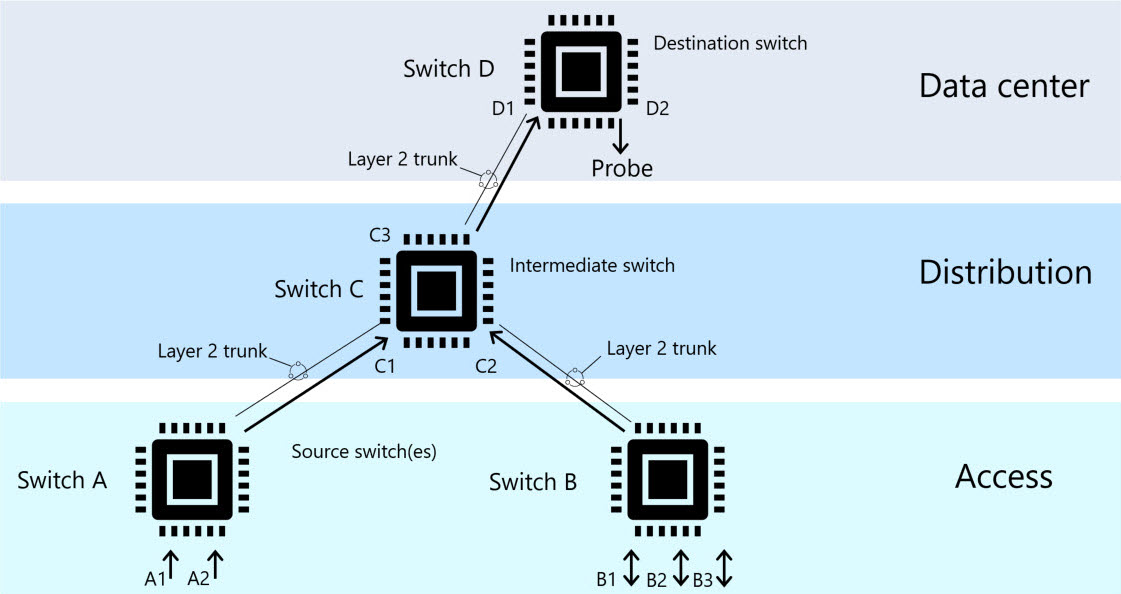 Destination switch
Switch D
Data center
D1
D2
Layer 2 trunk
Probe
C3
Intermediate switch
Distribution
Switch C
Layer 2 trunk
Layer 2 trunk
C1
C2
Source switch(es)
Switch A
Switch B
Access
A1
A2
B1
B2
B3